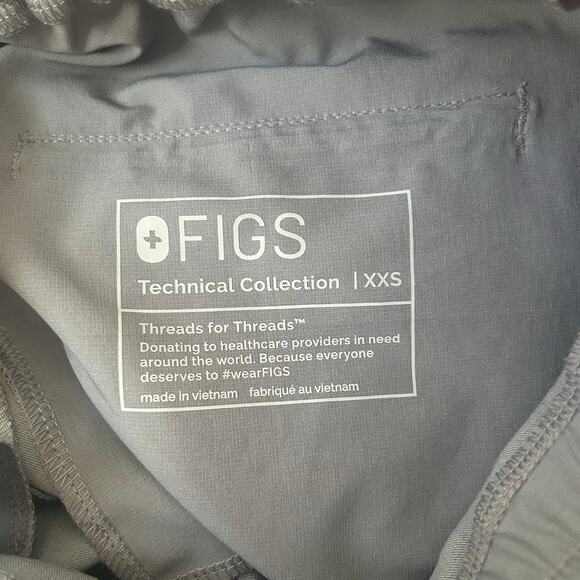 FIGS
Technical Collection | XXS
Threads for Threads™
Donating to healthcare providers in need
around the world. Because everyone
deserves to #wearFIGS
made in vietnam fabriqué au vietnam